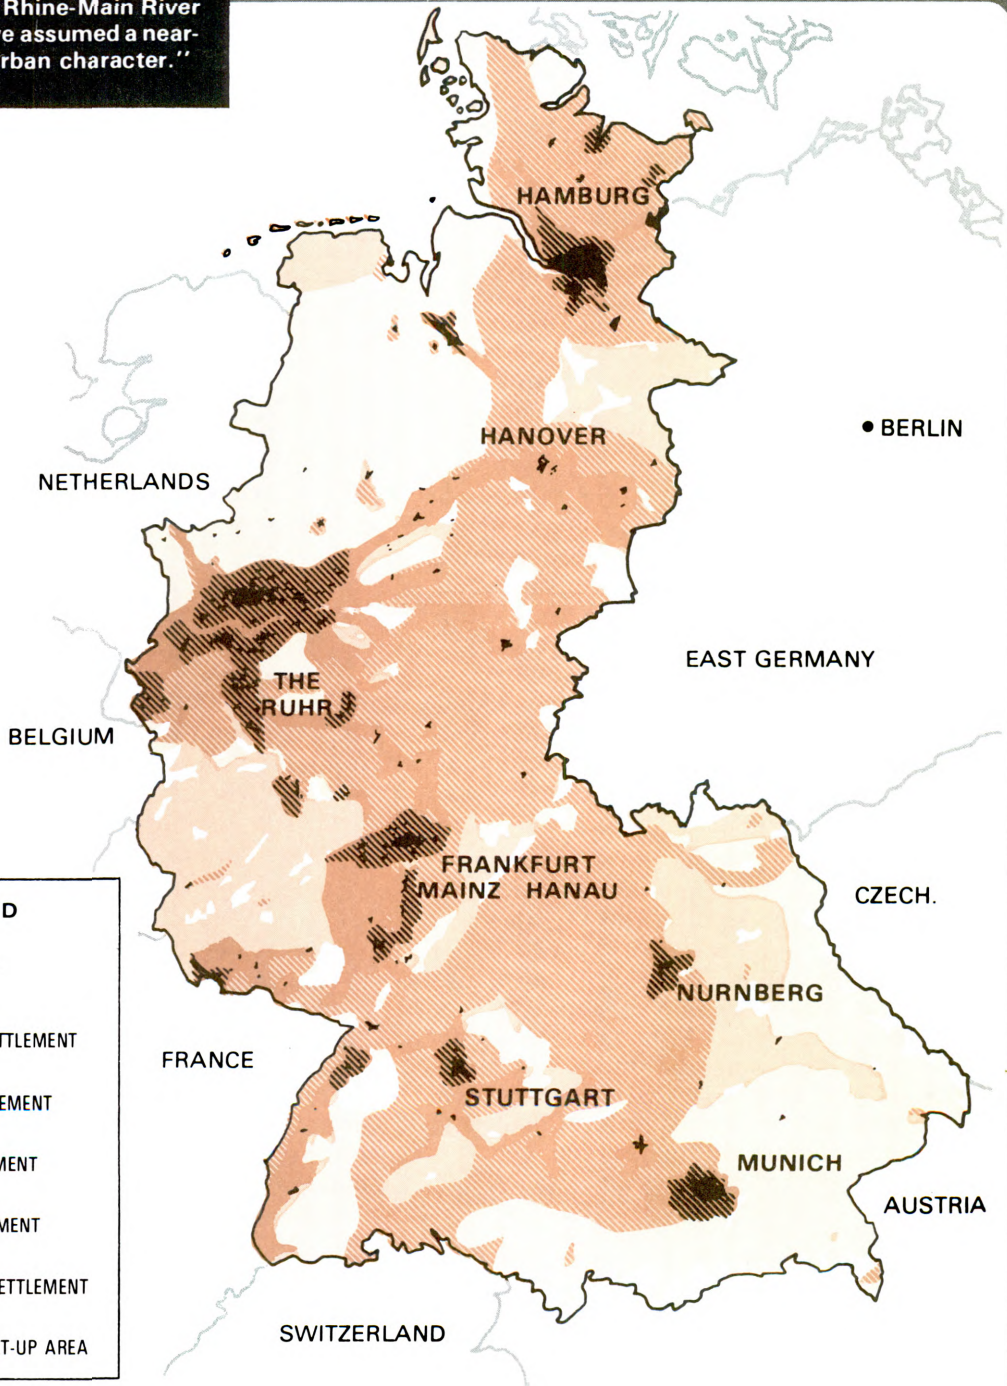 Rhine-Main River
ve assumed a near-
rban character."
HAMBURG
HANOVER
BERLIN
NETHERLANDS
EAST GERMANY
THE
RUHR
BELGIUM
FRANKFURT
MAINZ HANAU
CZECH.
D
NURNBERG
TTLEMENT
FRANCE
EMENT
STUTTGART
MENT
MUNICH
AUSTRIA
MENT
ETTLEMENT
SWITZERLAND
T-UP AREA